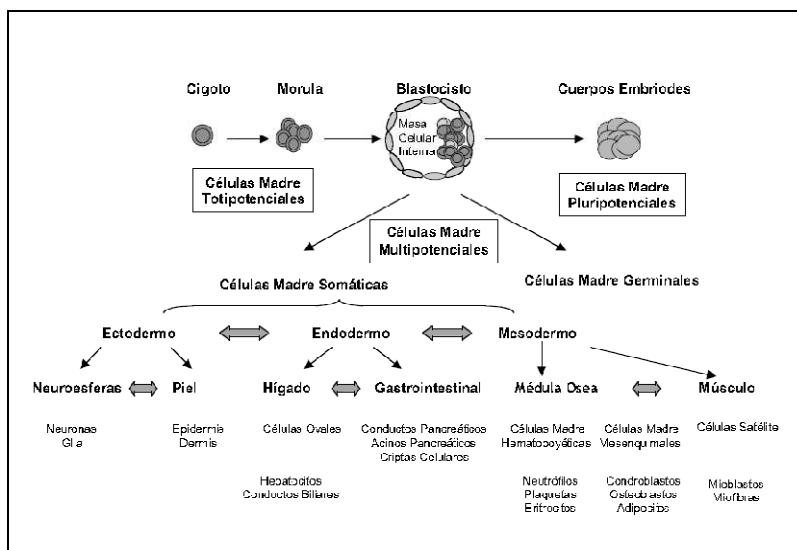 Cigoto
Morula
Blastocisto
Cuerpos Embriodes
Masa
Celular
Interna
Células Madre
Totipotenciales
Células Madre
Pluripotenciales
Células Madre
Multipotenciales
Células Madre Somáticas
Células Madre Germinales
Ectodermo
Endodermo
Mesodermo
Neuroesferas
Piel
Hígado
Gastrointestinal
Médula Osea
Músculo
Neuronas
Glia
Epidermis
Dermis
Células Ovales
Conductos Pancreáticos
Acinos Pancreáticos
Criptas Celulares
Células Madre
Hematopoyéticas
Células Madre
Mesenquimales
Células Satélite
Hepatocitos
Conductos Biliares
Neutrófilos
Plaquetas
Eritrositos
Condroblastos
Osteoblastos
Adipocitos
Mioblastos
Miofibras